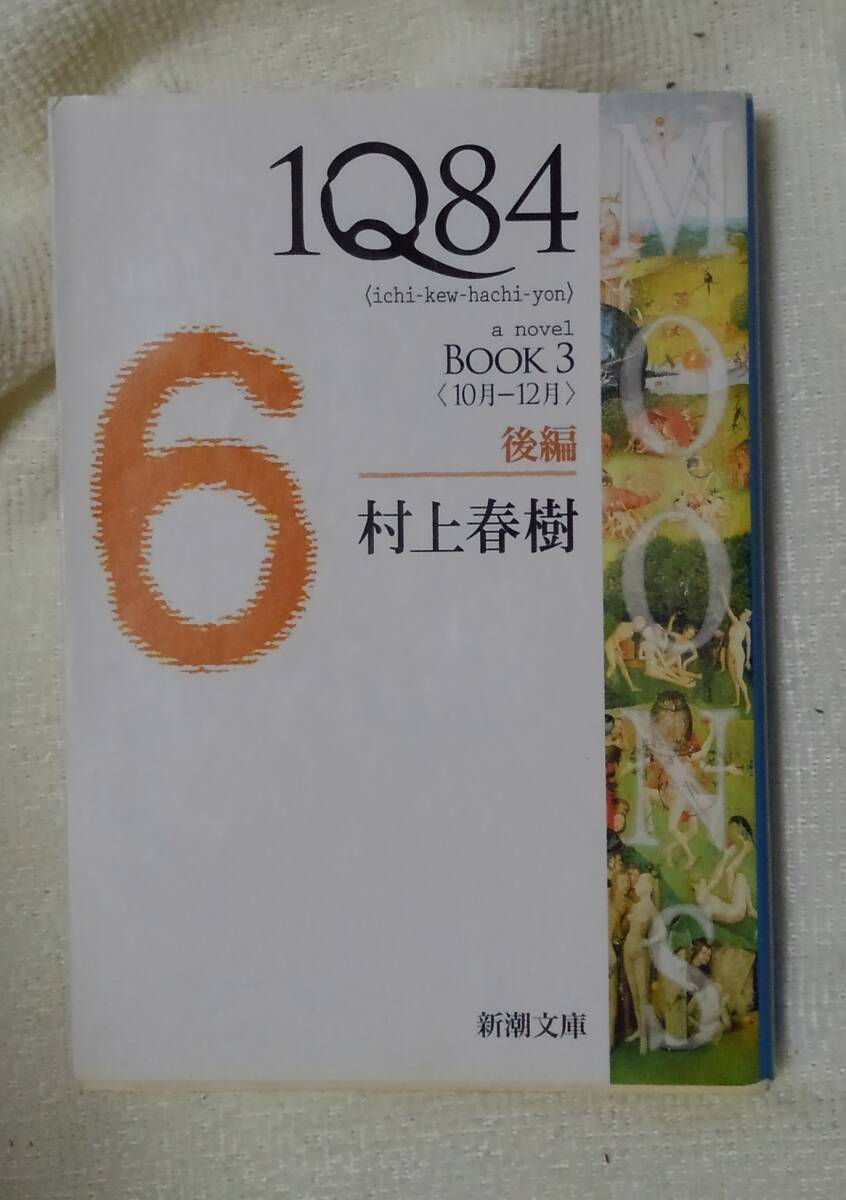 1Q84
〈ichi-kew-hachi-yon〉
a novel
BOOK 3
〈10月−12月〉
後編
6
村上春樹
新潮文庫
MOONS